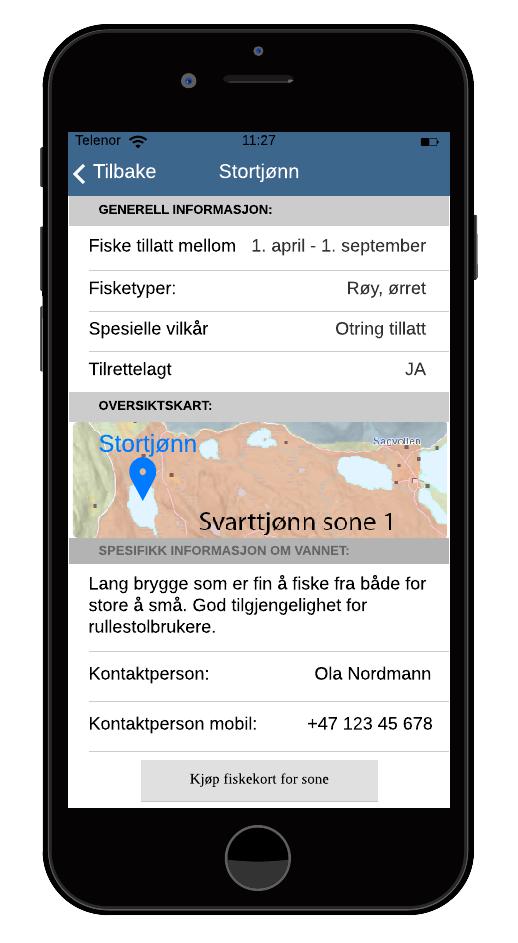 Telenor 11:27
Tilbake Stortjønn
GENERELL INFORMASJON:
Fiske tillatt mellom 1. april - 1. september
Fisketyper: Røy, ørret
Spesielle vilkår Otring tillatt
Tilrettelagt JA
OVERSIKTSKART:
Stortjønn
Sagvollen
Svarttjønn sone 1
SPESIFIKK INFORMASJON OM VANNET:
Lang brygge som er fin å fiske fra både for
store å små. God tilgjengelighet for
rullestolbrukere.
Kontaktperson: Ola Nordmann
Kontaktperson mobil: +47 123 45 678
Kjøp fiskekort for sone